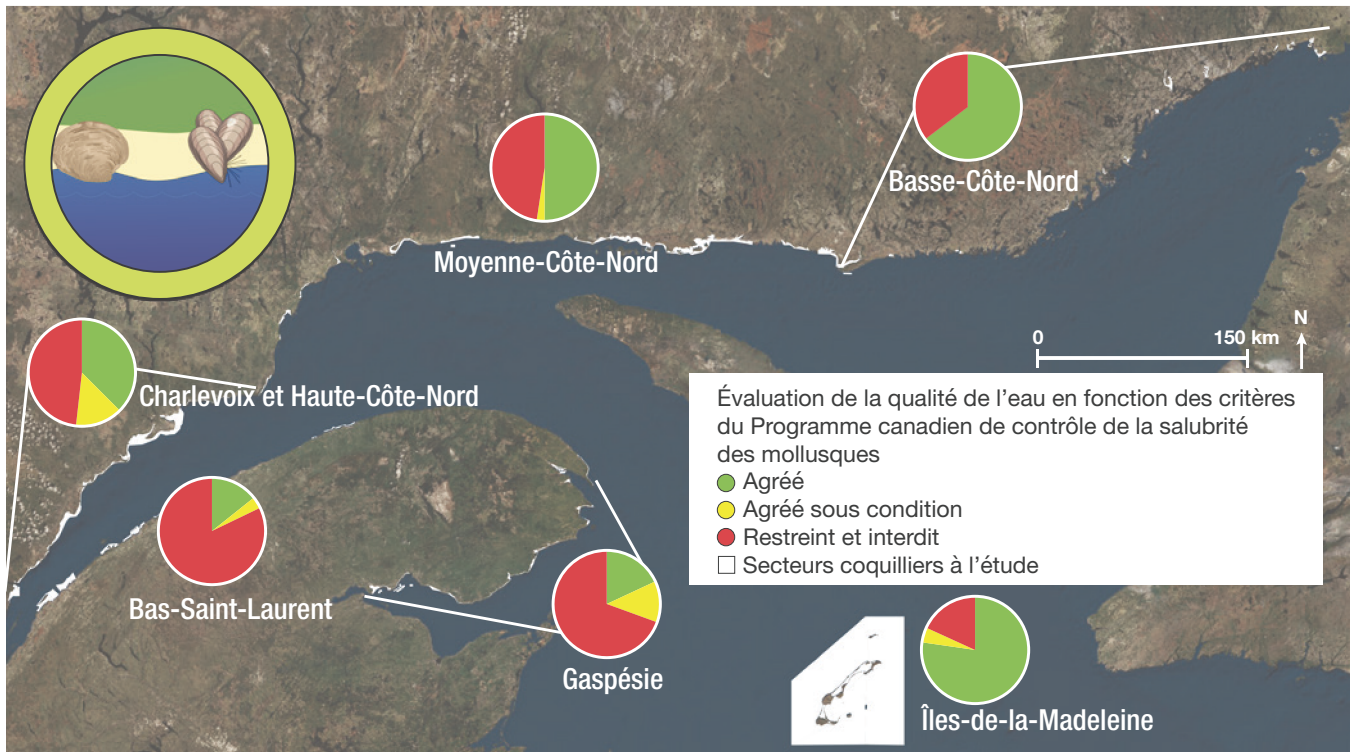 Basse-Côte-Nord
Moyenne-Côte-Nord
Charlevoix et Haute-Côte-Nord
Bas-Saint-Laurent
Gaspésie
Îles-de-la-Madeleine
0
150 km
N
Évaluation de la qualité de l’eau en fonction des critères
du Programme canadien de contrôle de la salubrité
des mollusques
Agréé
Agréé sous condition
Restreint et interdit
Secteurs coquilliers à l’étude